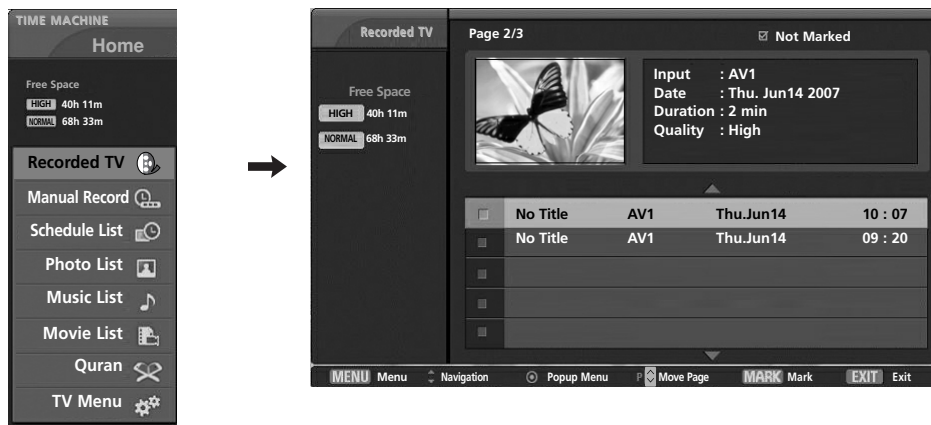 TIME MACHINE
Home
Free Space
HIGH 40h 11m
NORMAL 68h 33m
Recorded TV
Manual Record
Schedule List
Photo List
Music List
Movie List
Quran
TV Menu
Recorded TV
Free Space
HIGH 40h 11m
NORMAL 68h 33m
Page 2/3 Not Marked
Input : AV1
Date : Thu. Jun14 2007
Duration : 2 min
Quality : High
No Title AV1 Thu.Jun14 10 : 07
No Title AV1 Thu.Jun14 09 : 20
MENU Menu Navigation Popup Menu P Move Page MARK Mark EXIT Exit